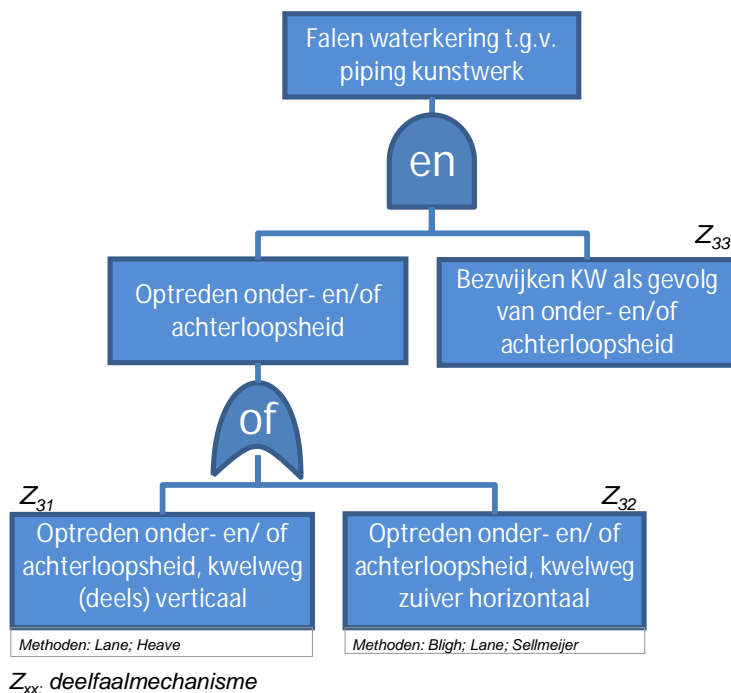 Falen waterkering t.g.v.
piping kunstwerk
en
Z33
Optreden onder- en/of
achterloopsheid
Bezwijken KW als gevolg
van onder- en/of
achterloopsheid
of
Z31
Z32
Optreden onder- en/ of
achterloopsheid, kwelweg
(deels) verticaal
Optreden onder- en/ of
achterloopsheid, kwelweg
zuiver horizontaal
Methoden: Lane; Heave
Methoden: Bligh; Lane; Sellmeijer
Zxx: deelfaalmechanisme